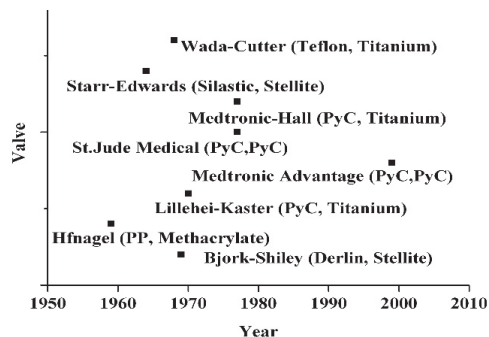 Wada-Cutter (Teflon, Titanium)
Starr-Edwards (Silastic, Stellite)
Medtronic-Hall (PyC, Titanium)
St.Jude Medical (PyC,PyC)
Medtronic Advantage (PyC,PyC)
Lillehei-Kaster (PyC, Titanium)
Hfnagel (PP, Methacrylate)
Bjork-Shiley (Derlin, Stellite)
Valve
1950 1960 1970 1980 1990 2000 2010
Year